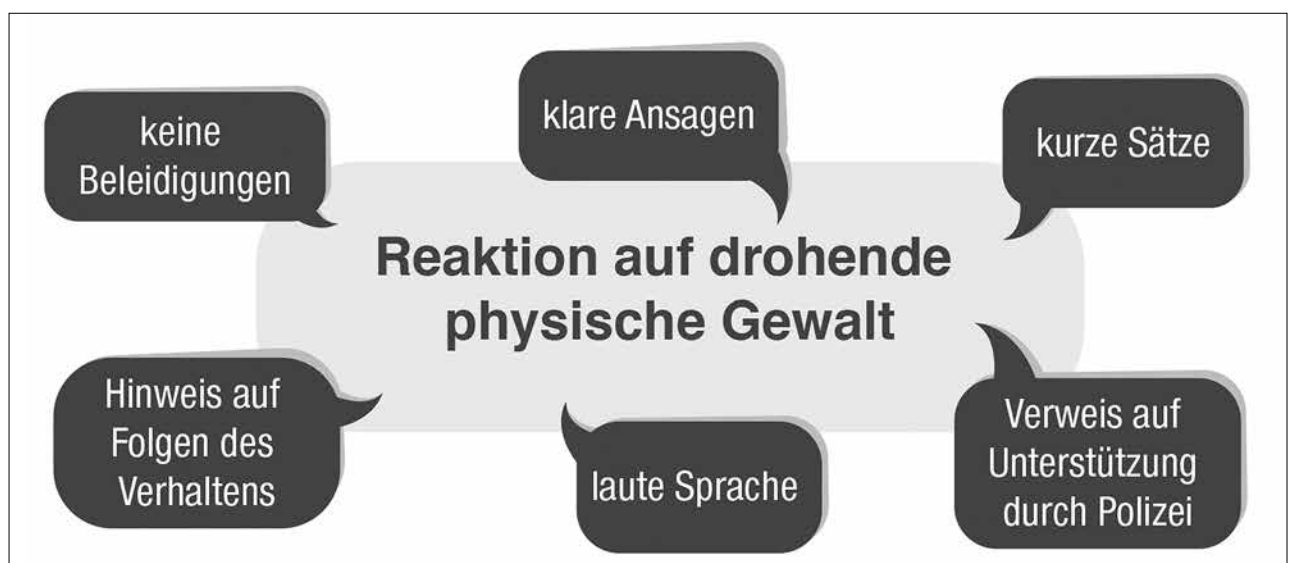 keine
Beleidigungen
klare Ansagen
kurze Sätze
Reaktion auf drohende
physische Gewalt
Hinweis auf
Folgen des
Verhaltens
laute Sprache
Verweis auf
Unterstützung
durch Polizei